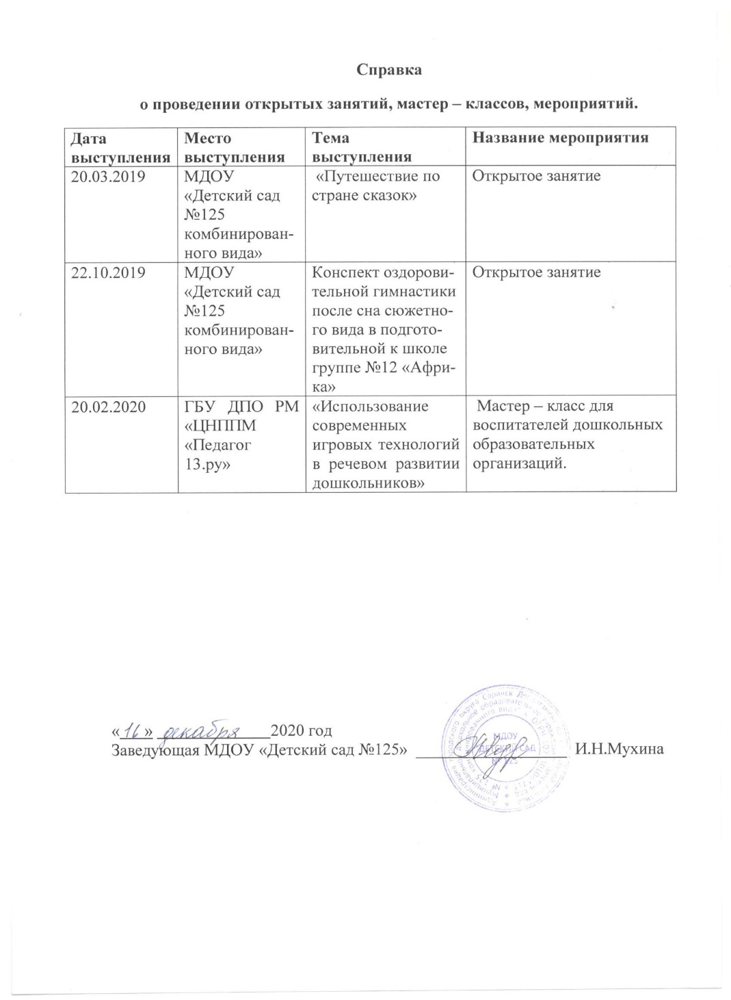 Справка
о проведении открытых занятий, мастер – классов, мероприятий.
Дата
выступления
Место
выступления
Тема
выступления
Название мероприятия
20.03.2019
МДОУ
«Детский сад
№125
комбинирован-
ного вида»
«Путешествие по
стране сказок»
Открытое занятие
22.10.2019
МДОУ
«Детский сад
№125
комбинирован-
ного вида»
Конспект оздорови-
тельной гимнастики
после сна сюжетно-
го вида в подгото-
вительной к школе
группе №12 «Афри-
ка»
Открытое занятие
20.02.2020
ГБУ ДПО РМ
«ЦНППМ
«Педагог
13.ру»
«Использование
современных
игровых технологий
в речевом развитии
дошкольников»
Мастер – класс для
воспитателей дошкольных
образовательных
организаций.
«16» декабря 2020 год
Заведующая МДОУ «Детский сад №125» И.Н.Мухина
МДОУ
ДЕТСКИЙ САД
№ 125